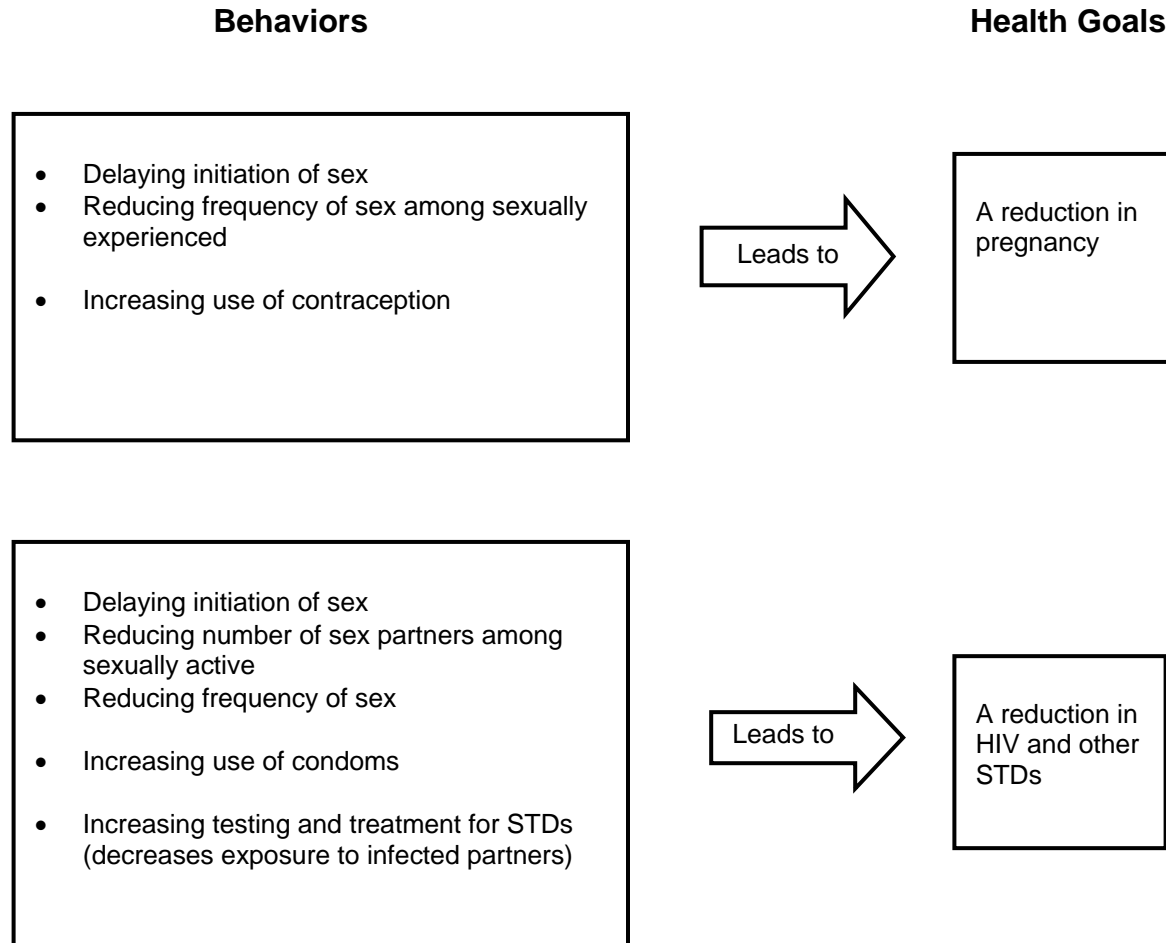 Behaviors
Health Goals
• Delaying initiation of sex
• Reducing frequency of sex among sexually
experienced
• Increasing use of contraception
Leads to
A reduction in
pregnancy
• Delaying initiation of sex
• Reducing number of sex partners among
sexually active
• Reducing frequency of sex
• Increasing use of condoms
• Increasing testing and treatment for STDs
(decreases exposure to infected partners)
Leads to
A reduction in
HIV and other
STDs